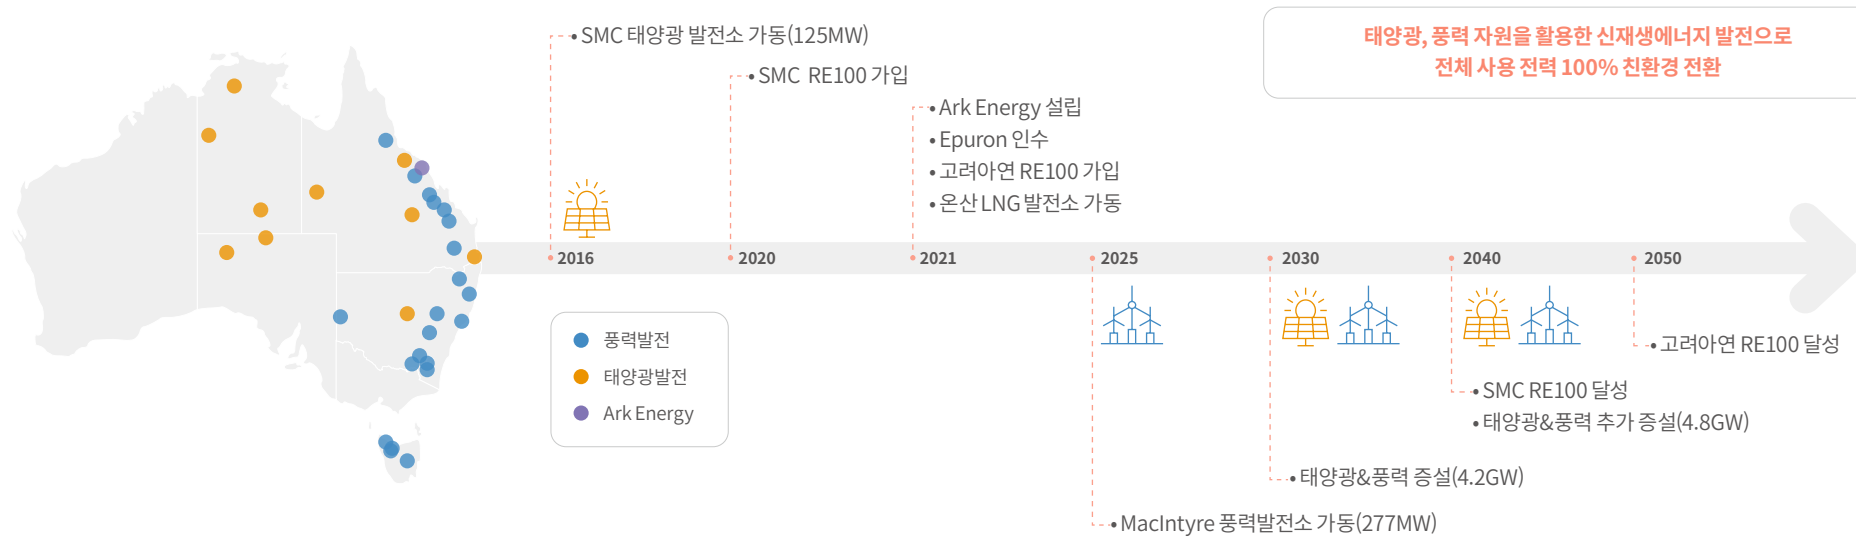 태양광, 풍력 자원을 활용한 신재생에너지 발전으로
전체 사용 전력 100% 친환경 전환
• SMC 태양광 발전소 가동(125MW)
• SMC RE100 가입
• Ark Energy 설립
• Epuron 인수
• 고려아연 RE100 가입
• 온산 LNG 발전소 가동
2016
2020
2021
2025
2030
2040
2050
풍력발전
태양광발전
Ark Energy
• 고려아연 RE100 달성
• SMC RE100 달성
• 태양광&풍력 추가 증설(4.8GW)
• 태양광&풍력 증설(4.2GW)
• MacIntyre 풍력발전소 가동(277MW)